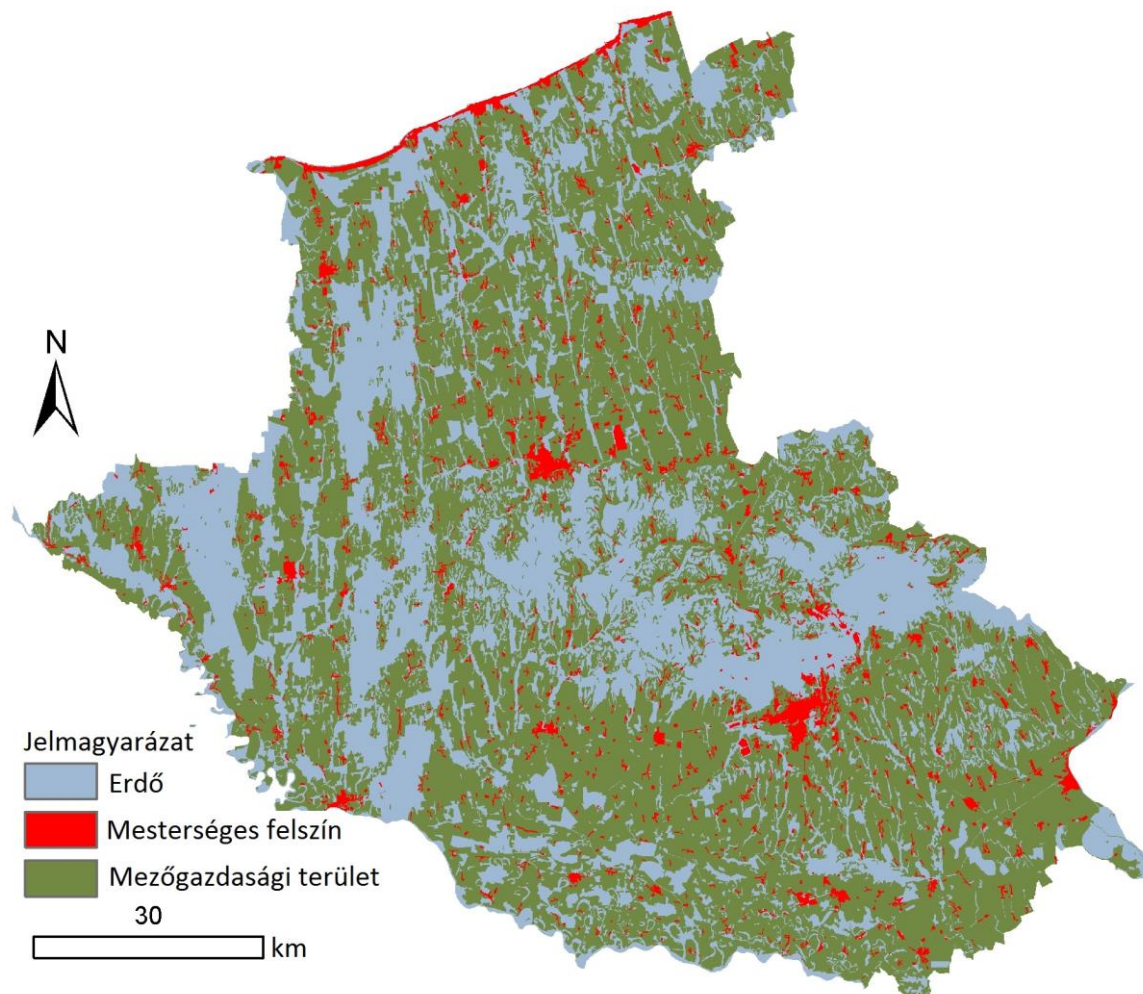 N
Jelmagyarázat
Erdő
Mesterséges felszín
Mezőgazdasági terület
30
km